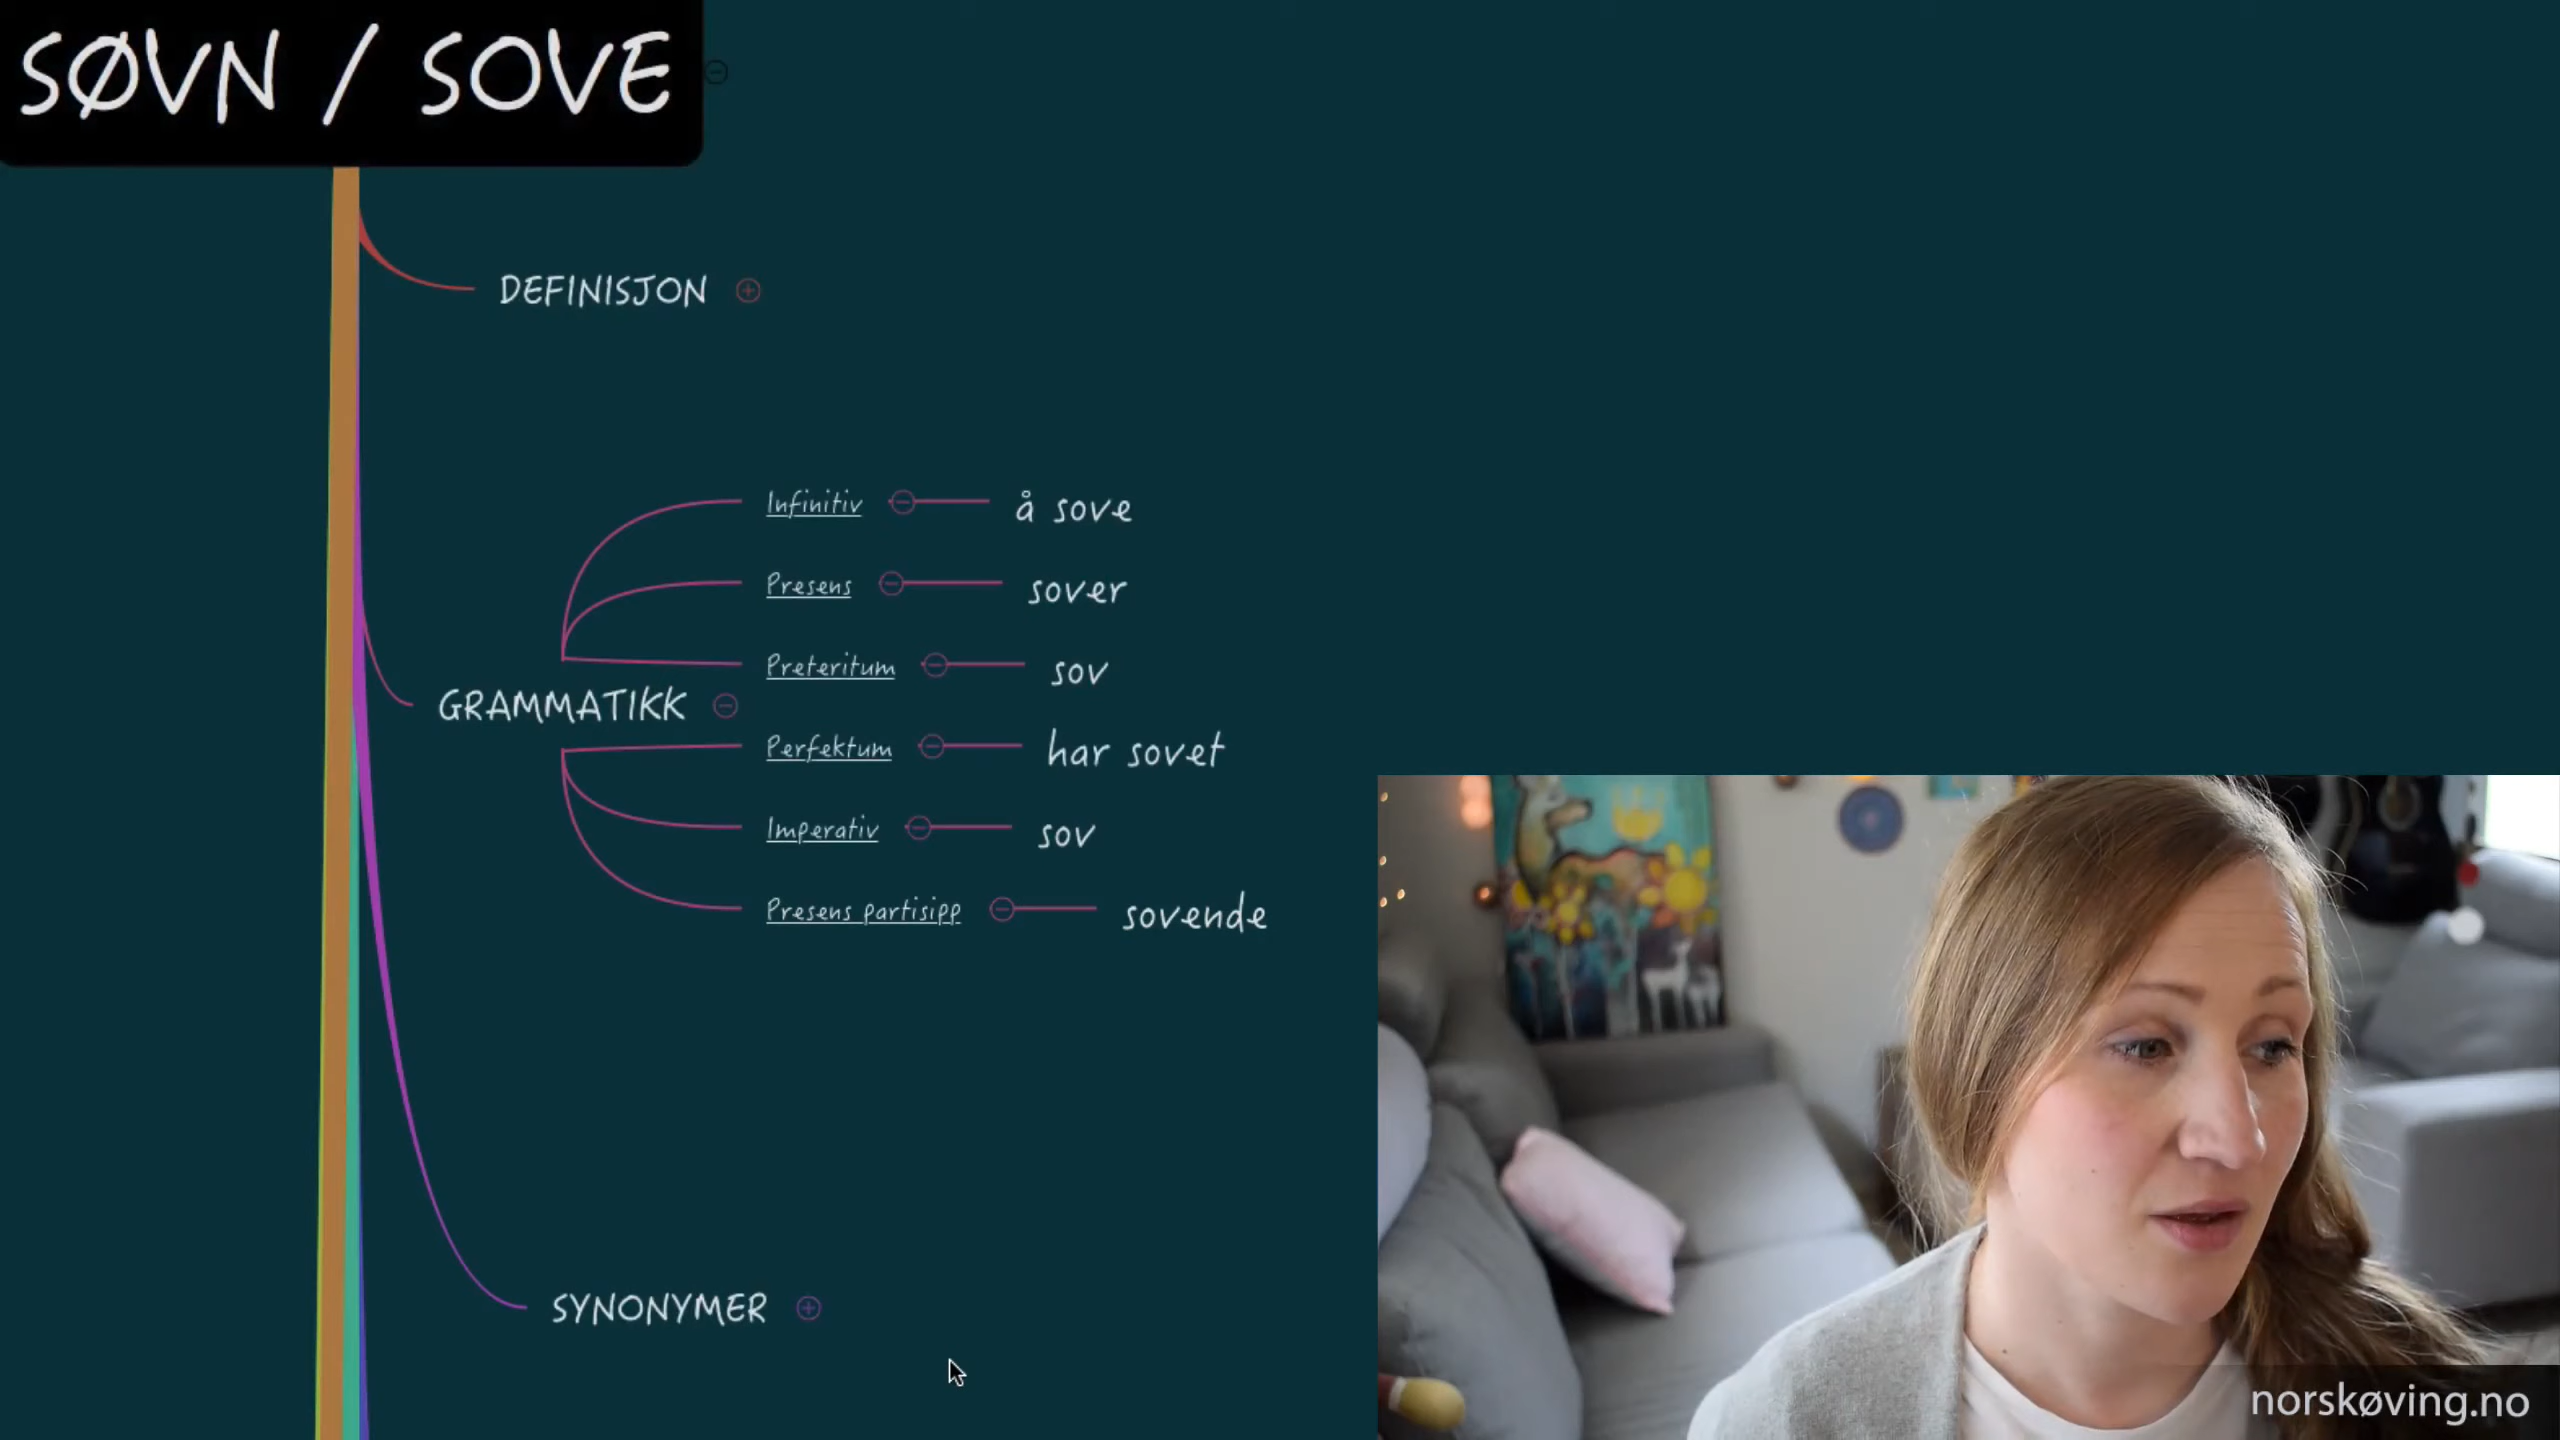 SØVN / SOVE
DEFINISJON
Infinitiv å sove
Presens sover
Preteritum sov
GRAMMATIKK
Perfektum har sovet
Imperativ sov
Presens partisipp sovende
SYNONYMER
norskøving.no